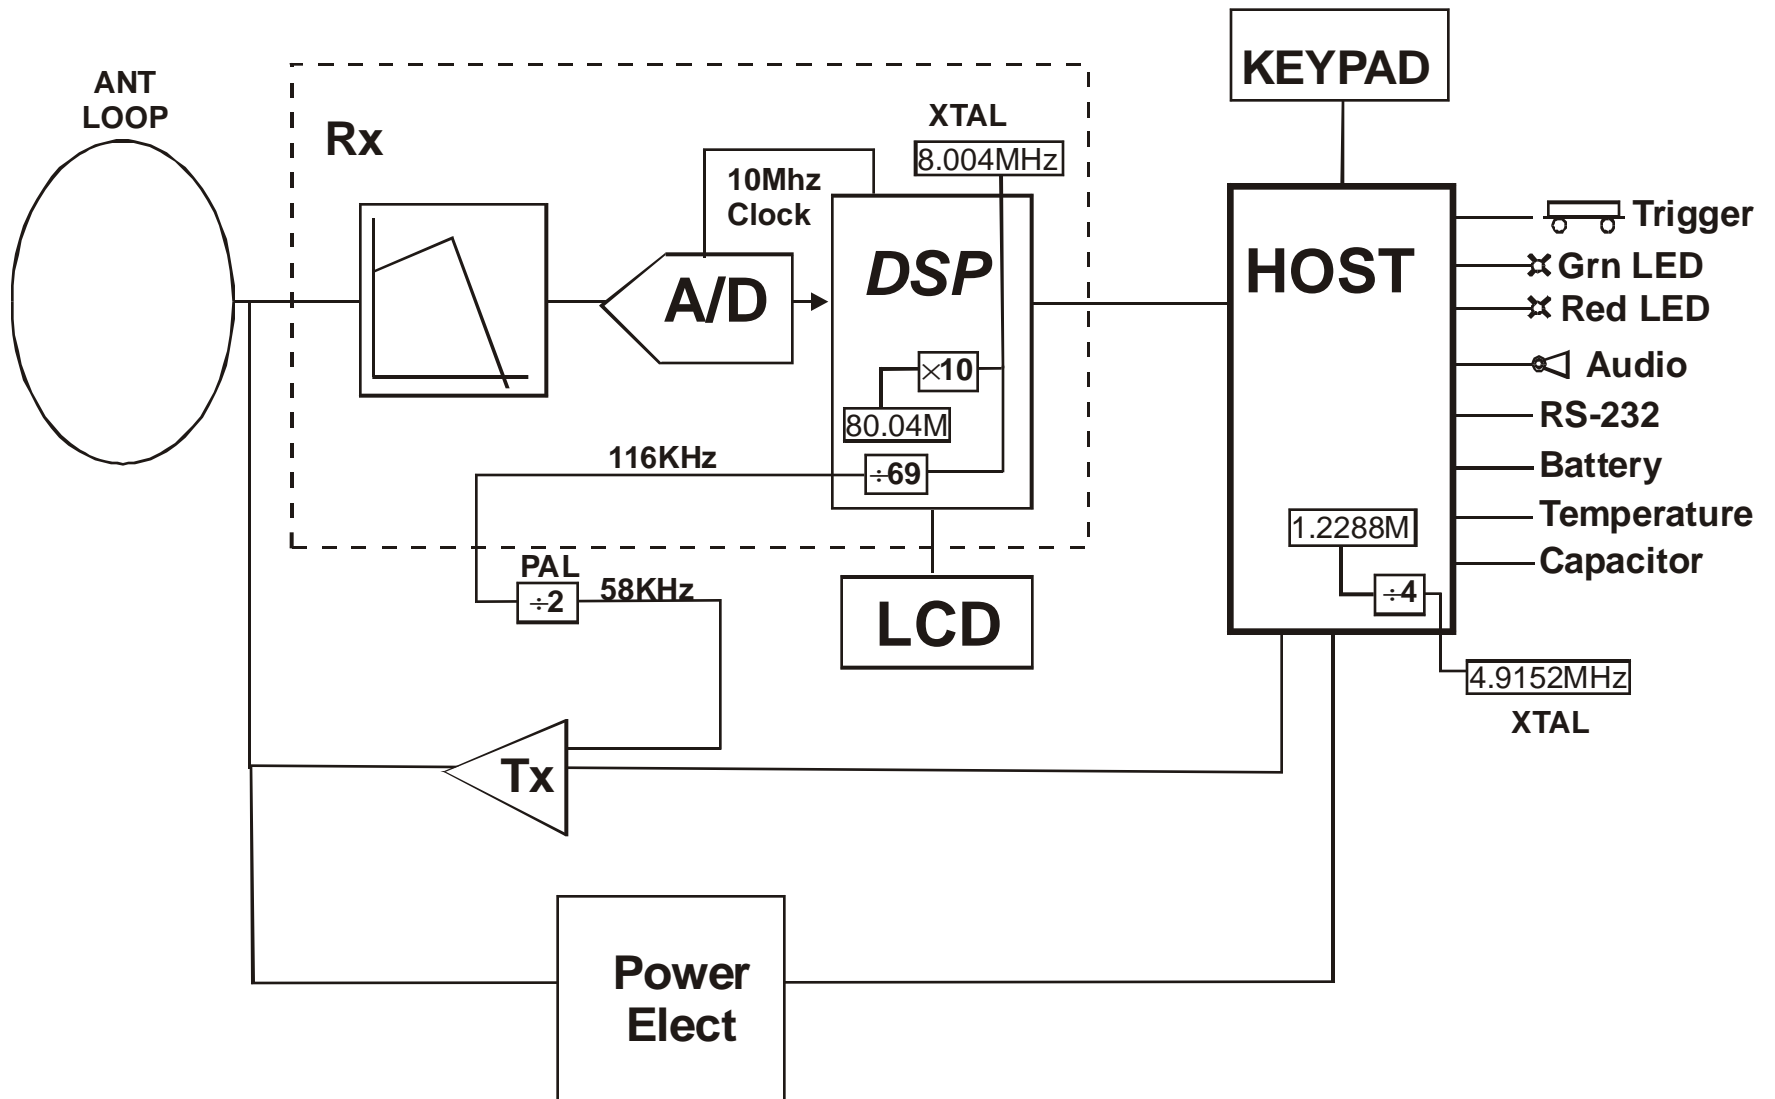 ANT
LOOP
Rx
10Mhz
Clock
A/D
XTAL
8.004MHz
DSP
×10
80.04M
÷69
116KHz
PAL
÷2
58KHz
LCD
Tx
Power
Elect
KEYPAD
HOST
1.2288M
÷4
4.9152MHz
XTAL
Trigger
Grn LED
Red LED
Audio
RS-232
Battery
Temperature
Capacitor